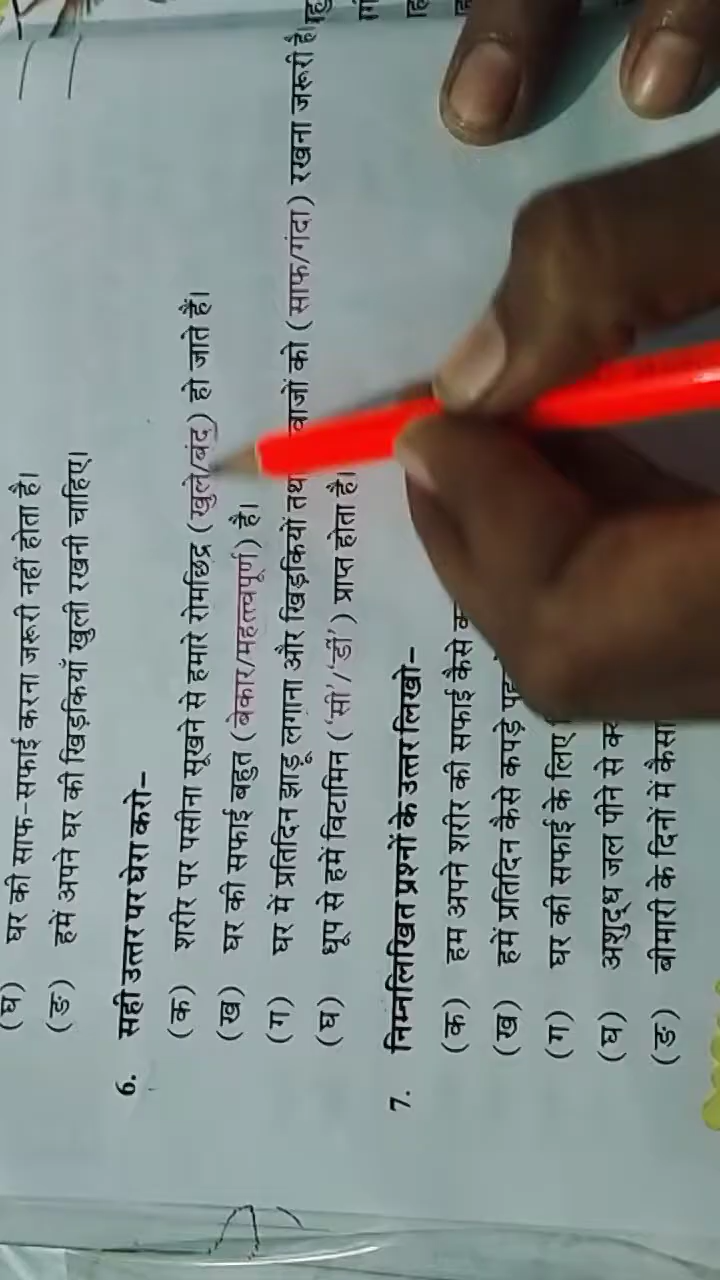 (घ) घर की साफ-सफाई करना जरूरी नहीं होता है।
(ङ) हमें अपने घर की खिड़कियाँ खुली रखनी चाहिए।
6. सही उत्तर पर घेरा करो–
(क) शरीर पर पसीना सूखने से हमारे रोमछिद्र (खुले/बंद) हो जाते हैं।
(ख) घर की सफाई बहुत (बेकार/महत्त्वपूर्ण) है।
(ग) घर में प्रतिदिन झाड़ू लगाना और खिड़कियों को (साफ/गंदा) रखना जरूरी है।
(घ) धूप से हमें विटामिन ('सी'/'डी') प्राप्त होता है।
7. निम्नलिखित प्रश्नों के उत्तर लिखो–
(क) हम अपने शरीर की सफाई कैसे
(ख) हमें प्रतिदिन कैसे कपड़े
(ग) घर की सफाई के लिए
(घ) अशुद्ध जल पीने से
(ङ) बीमारी के दिनों में कैसा